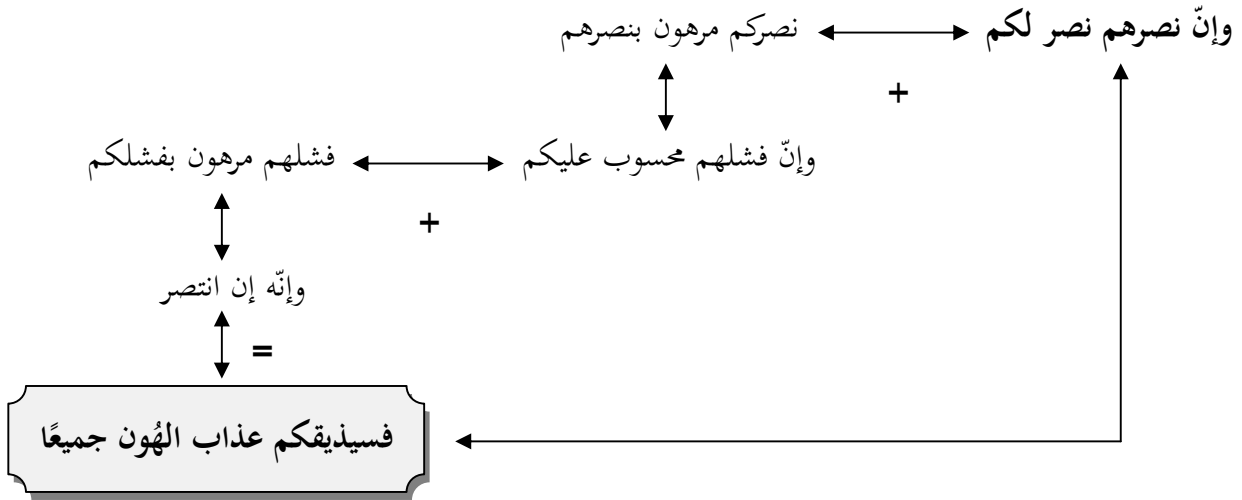 وإنّ نصرهم نصر لكم نصركم مرهون بنصرهم
+
وإنّ فشلهم محسوب عليكم فشلهم مرهون بفشلكم
+
وإنّه إن انتصر
=
فسيذيقكم عذاب الهُون جميعًا